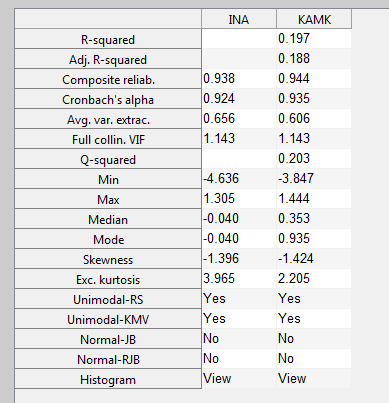 INA KAMK
R-squared 0.197
Adj. R-squared 0.188
Composite reliab. 0.938 0.944
Cronbach's alpha 0.924 0.935
Avg. var. extrac. 0.656 0.606
Full collin. VIF 1.143 1.143
Q-squared 0.203
Min -4.636 -3.847
Max 1.305 1.444
Median -0.040 0.353
Mode -0.040 0.935
Skewness -1.396 -1.424
Exc. kurtosis 3.965 2.205
Unimodal-RS Yes Yes
Unimodal-KMV Yes Yes
Normal-JB No No
Normal-RJB No No
Histogram View View